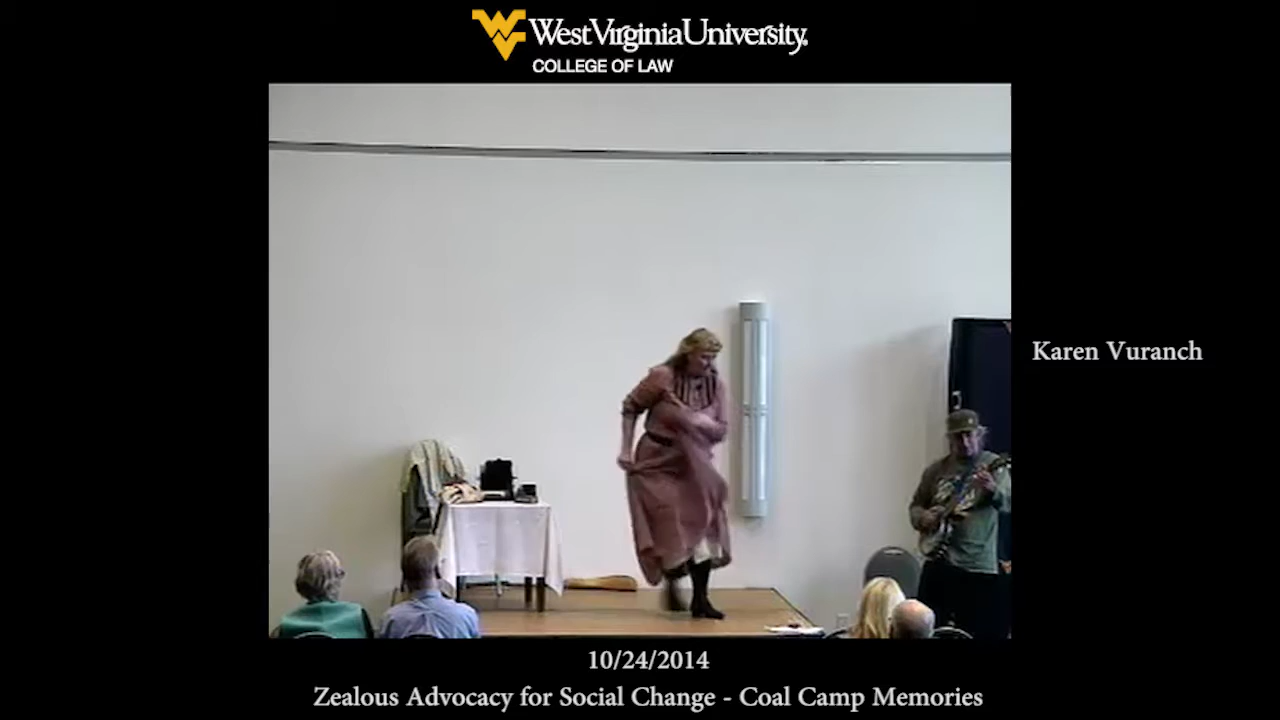 WestVirginiaUniversity.
COLLEGE OF LAW
Karen Vuranch
10/24/2014
Zealous Advocacy for Social Change - Coal Camp Memories